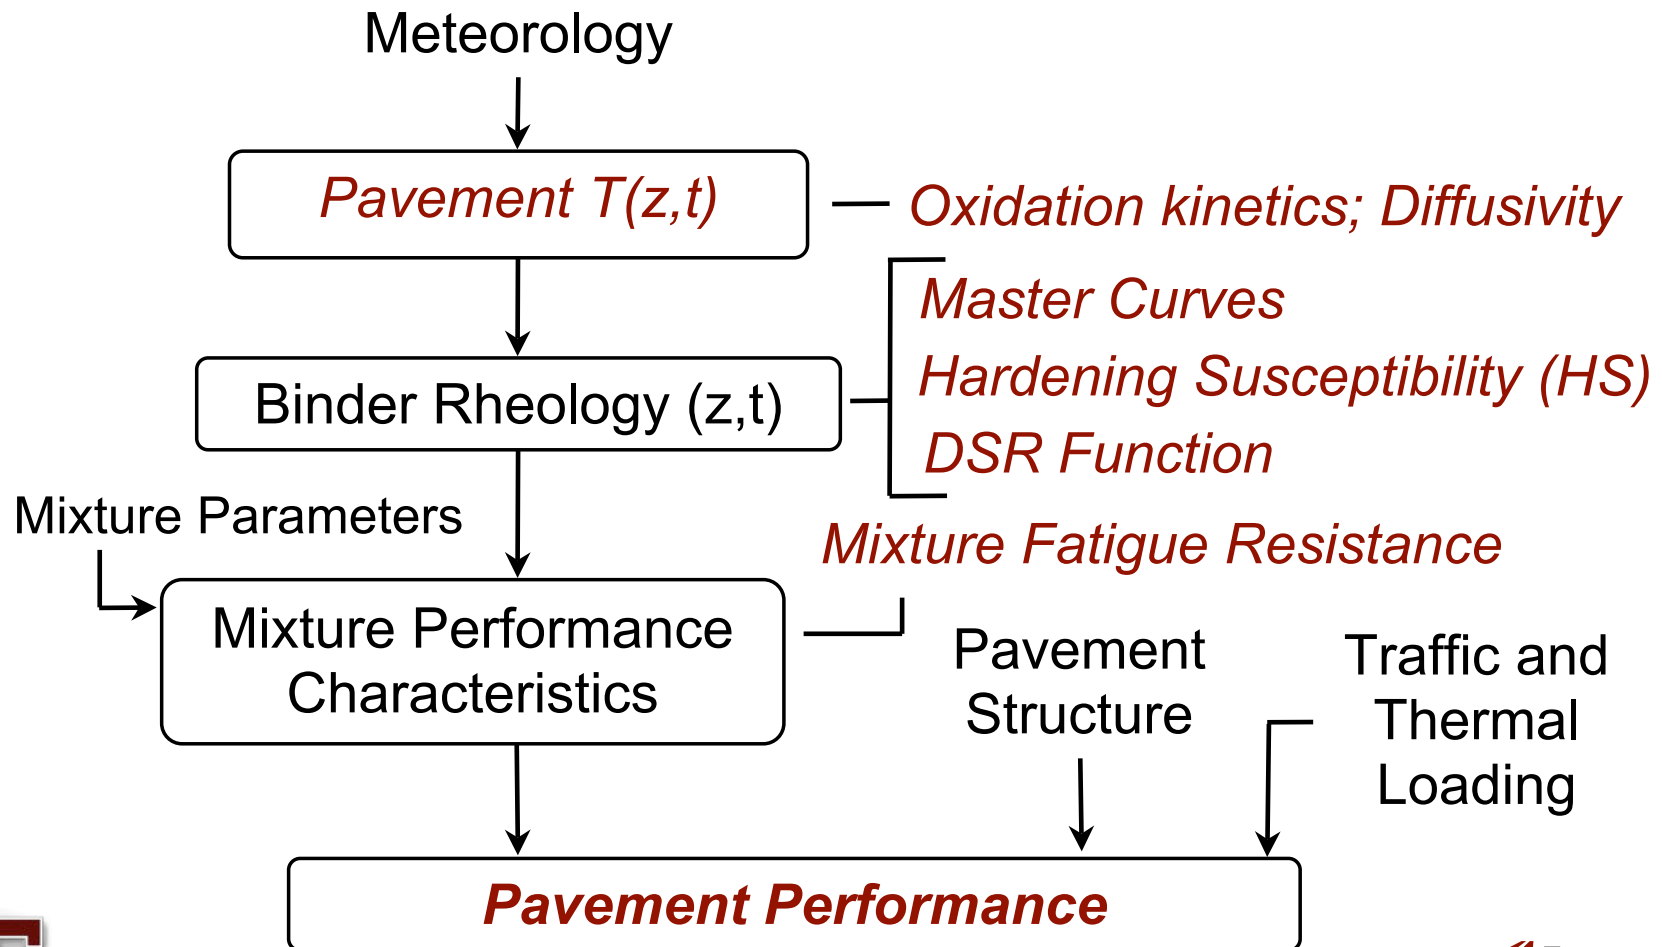 Meteorology
Pavement T(z,t)
Oxidation kinetics; Diffusivity
Master Curves
Hardening Susceptibility (HS)
Binder Rheology (z,t)
DSR Function
Mixture Parameters
Mixture Fatigue Resistance
Mixture Performance
Characteristics
Pavement
Structure
Traffic and
Thermal
Loading
Pavement Performance